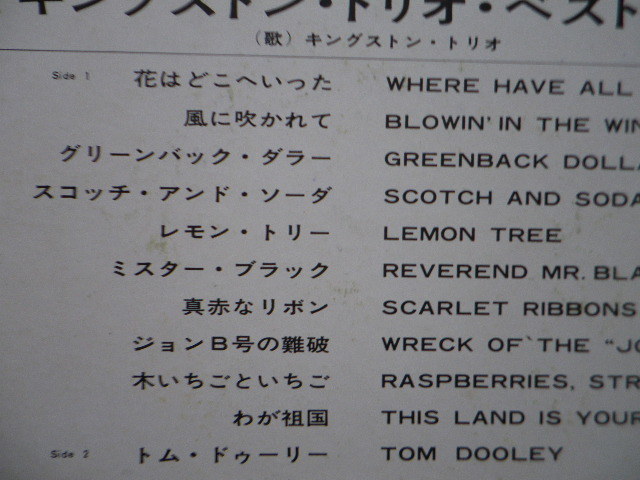 キングストン・トリオ・ベスト
(歌) キングストン・トリオ
Side 1 花はどこへいった WHERE HAVE ALL
風に吹かれて BLOWIN' IN THE WIN
グリーンバック・ダラー GREENBACK DOLLA
スコッチ・アンド・ソーダ SCOTCH AND SODA
レモン・トリー LEMON TREE
ミスター・ブラック REVEREND MR. BLA
真赤なリボン SCARLET RIBBONS
ジョンB号の難破 WRECK OF THE "JO
木いちごといちご RASPBERRIES, STR
わが祖国 THIS LAND IS YOUR
Side 2 トム・ドゥーリー TOM DOOLEY